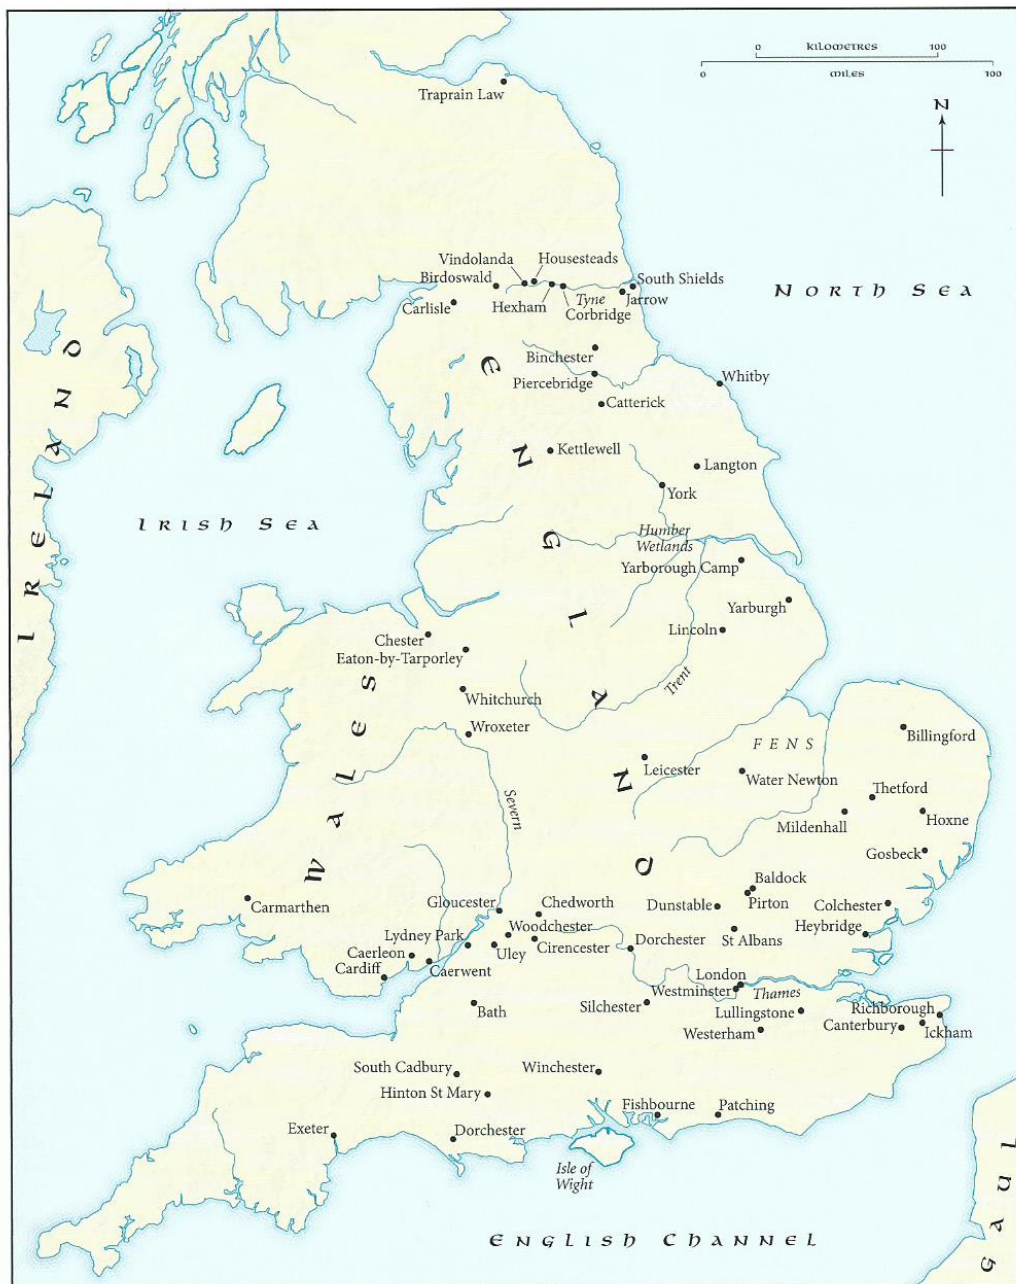 0 KILOMETRES 100
0 MILES 100
N
Traprain Law
Vindolanda
Housesteads
Birdoswald
South Shields
Carlisle
Hexham
Tyne
Corbridge
Jarrow
NORTH SEA
Binchester
Piercebridge
Whitby
Catterick
Kettlewell
Langton
York
IRELAND
IRISH SEA
ENGLAND
Humber
Wetlands
Yarborough Camp
Yarburgh
Lincoln
Chester
Eaton-by-Tarporley
Trent
Whitchurch
Wroxeter
WALES
FENS
Billingford
Leicester
Water Newton
Thetford
Severn
Mildenhall
Hoxne
Gosbeck
Baldock
Pirton
Carmarthen
Gloucester
Chedworth
Dunstable
Colchester
Woodchester
Heybridge
Lydney Park
Uley
Cirencester
Dorchester
St Albans
Caerleon
Cardiff
Caerwent
London
Westminster
Thames
Bath
Silchester
Lullingstone
Richborough
Westerham
Canterbury
Ickham
South Cadbury
Winchester
Hinton St Mary
Fishbourne
Patching
Exeter
Dorchester
Isle of
Wight
GAUL
ENGLISH CHANNEL